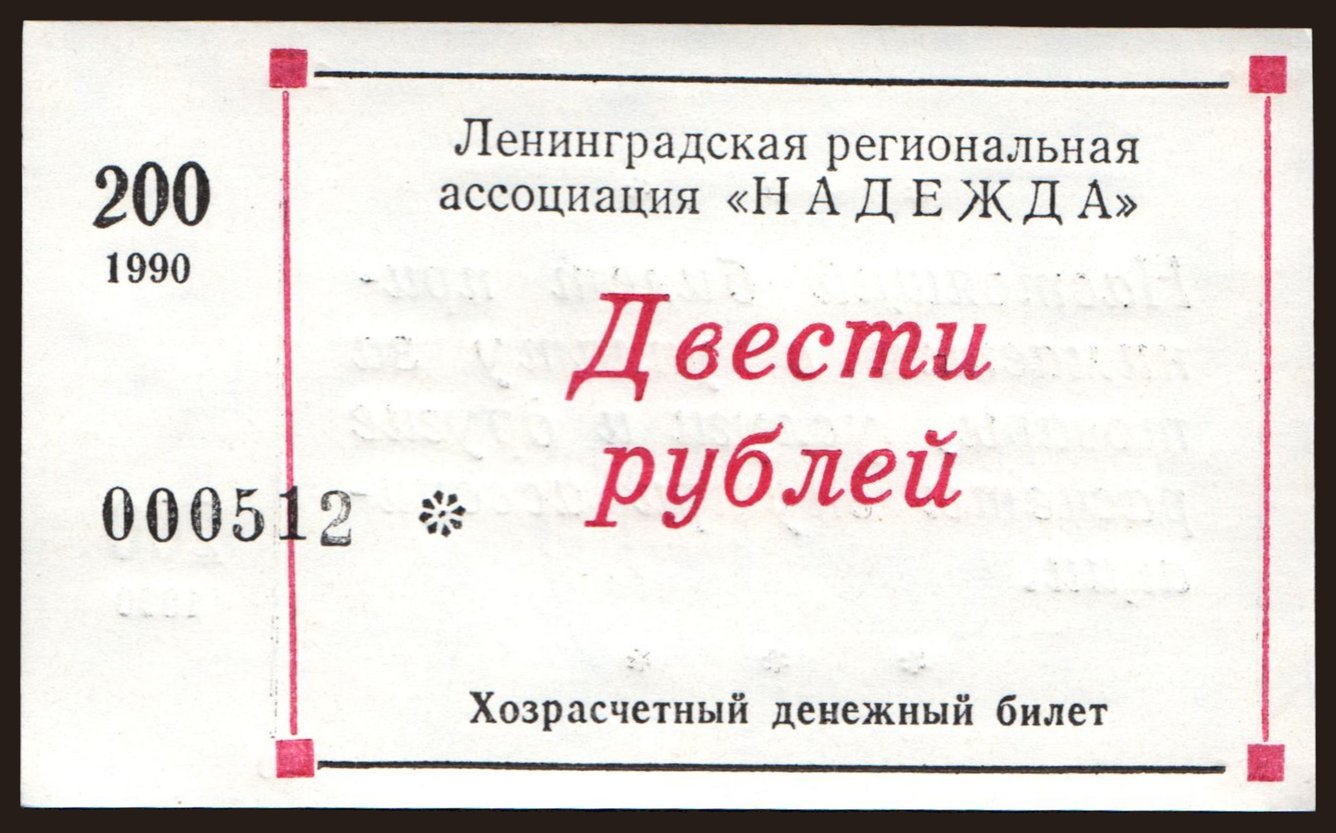 200
1990
Ленинградская региональная
ассоциация «НАДЕЖДА»
Двести
рублей
000512
Хозрасчетный денежный билет